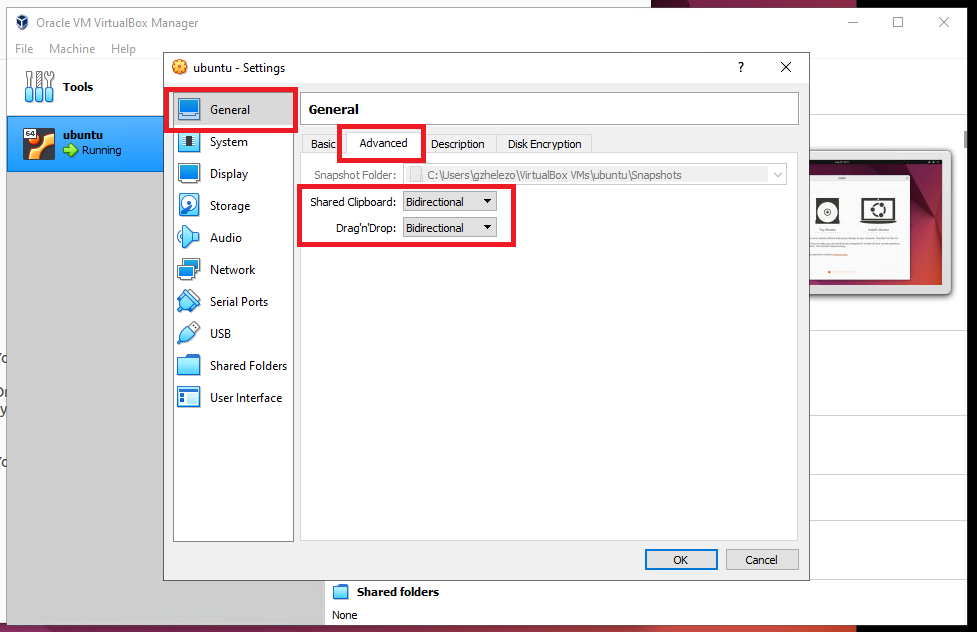 Oracle VM VirtualBox Manager
File Machine Help
Tools
64
ubuntu
Running
ubuntu - Settings
?
General
System
Display
Storage
Audio
Network
Serial Ports
USB
Shared Folders
User Interface
General
Basic Advanced Description Disk Encryption
Snapshot Folder: C:\Users\gzhelezo\VirtualBox VMs\ubuntu\Snapshots
Shared Clipboard: Bidirectional
Drag'n'Drop: Bidirectional
OK Cancel
Shared folders
None